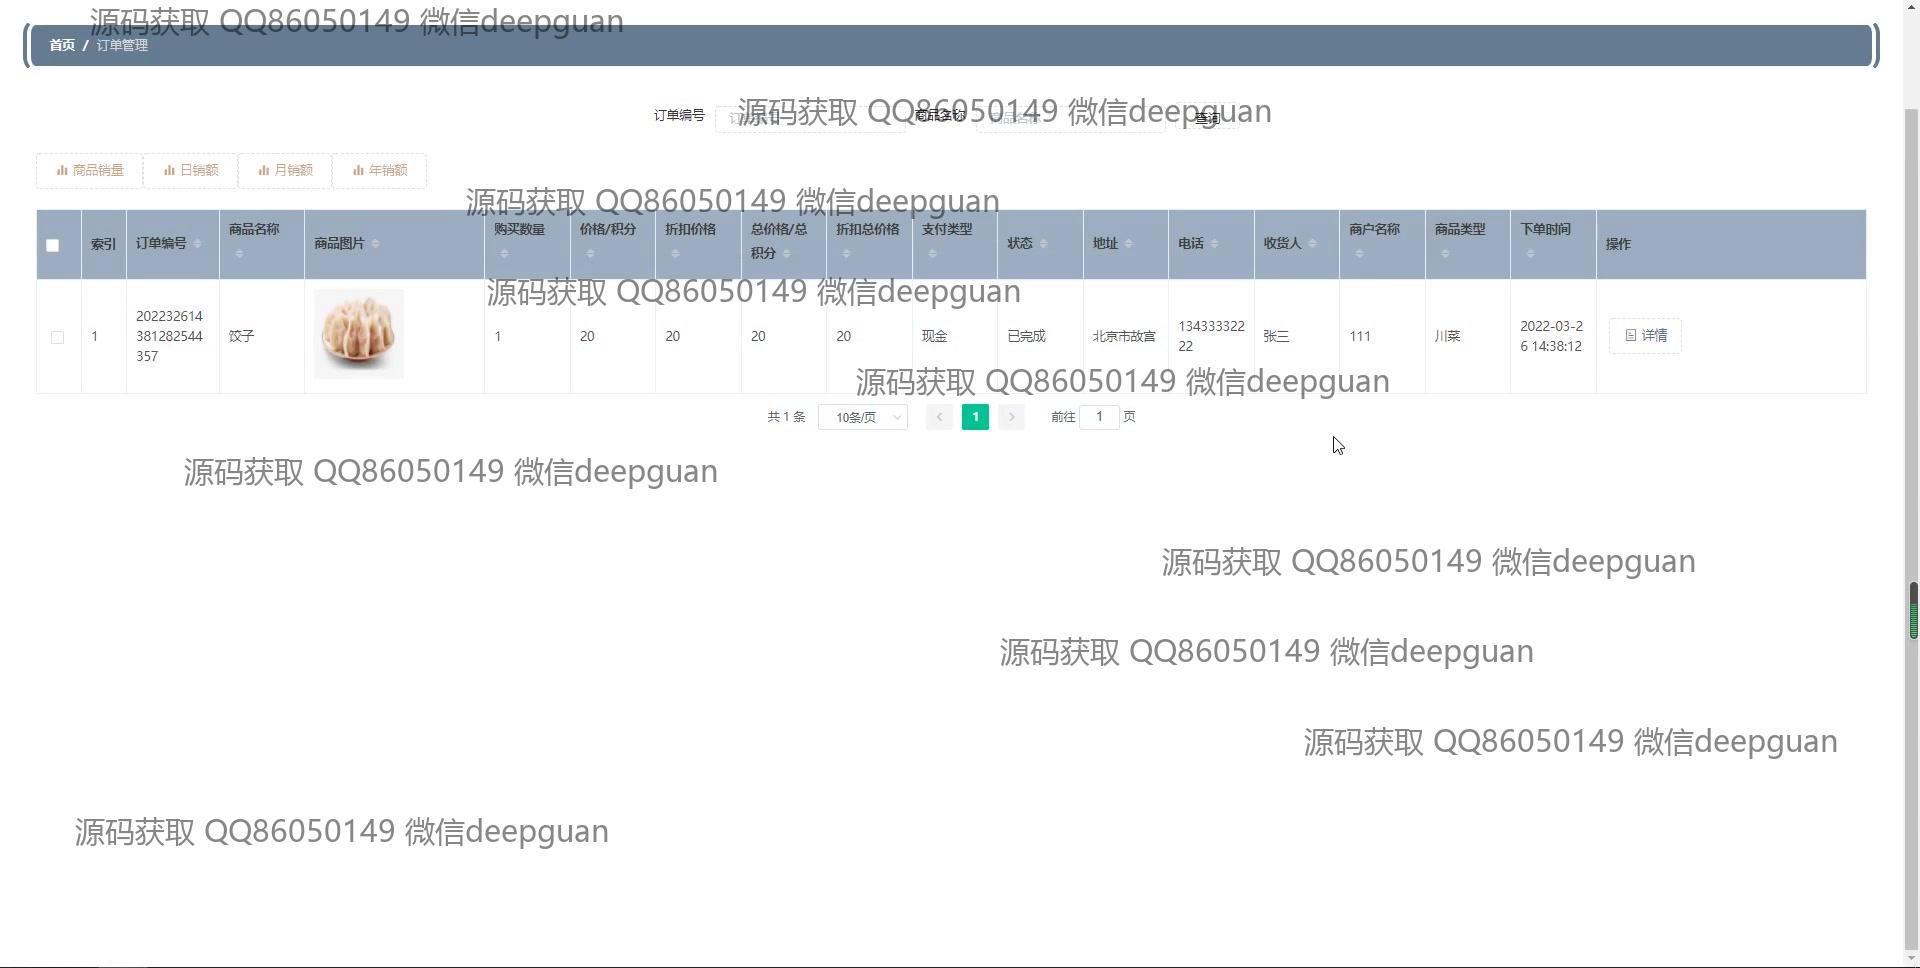 源码获取 QQ86050149 微信deepguan
首页 / 订单管理
订单编号 订单编号 商品名称 商品名称 查询
源码获取 QQ86050149 微信deepguan
商品销量 日销额 月销额 年销额
源码获取 QQ86050149 微信deepguan
索引 订单编号 商品名称 商品图片 购买数量 价格/积分 折扣价格 总价格/总积分 折扣总价格 支付类型 状态 地址 电话 收货人 商户名称 商品类型 下单时间 操作
源码获取 QQ86050149 微信deepguan
1 202232614381282544357 饺子 1 20 20 20 20 现金 已完成 北京市故宫 13433332222 张三 111 川菜 2022-03-26 14:38:12 详情
源码获取 QQ86050149 微信deepguan
共 1 条 10条/页 1 前往 1 页
源码获取 QQ86050149 微信deepguan
源码获取 QQ86050149 微信deepguan
源码获取 QQ86050149 微信deepguan
源码获取 QQ86050149 微信deepguan
源码获取 QQ86050149 微信deepguan